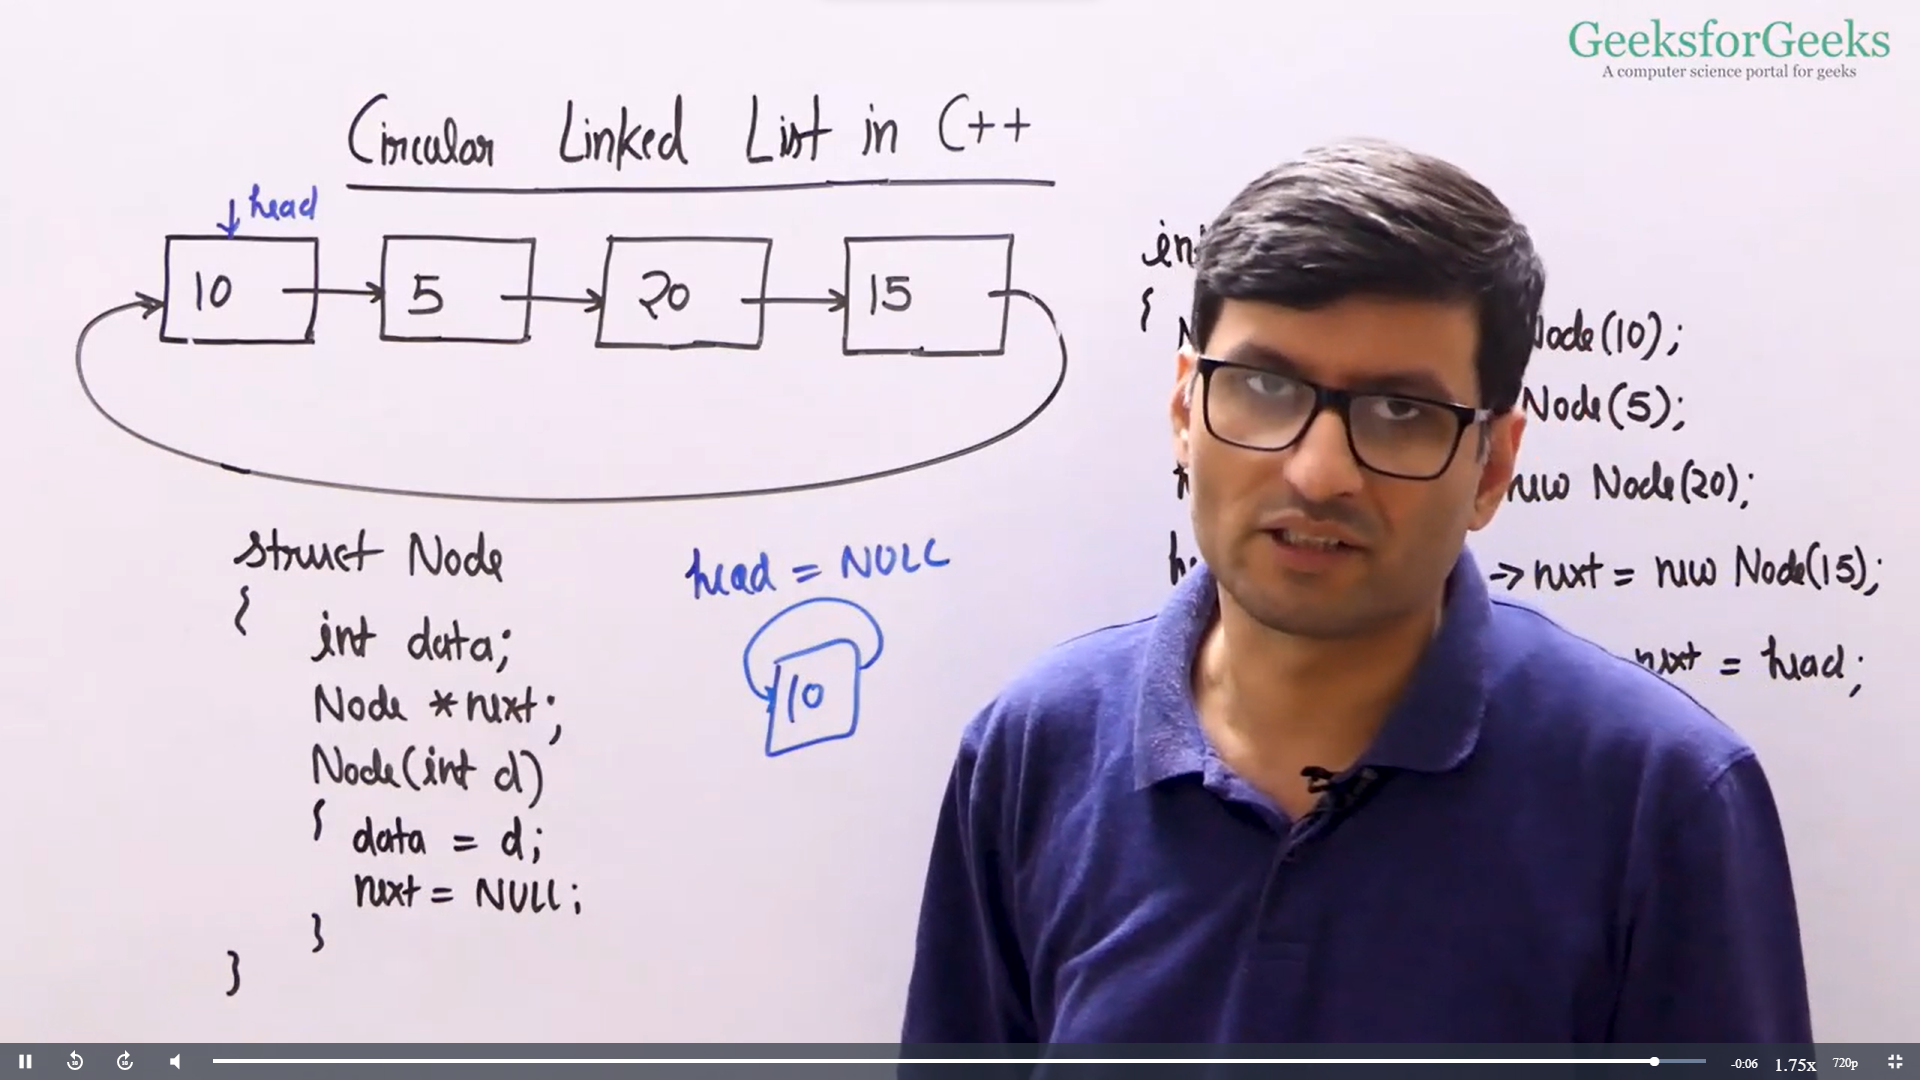 GeeksforGeeks
A computer science portal for geeks
Circular Linked List in C++
head
10 5 20 15
struct Node
{
int data;
Node *next;
Node(int d)
{ data = d;
next = NULL;
}
}
head = NULL
10
{
Node(10);
Node(5);
new Node(20);
→ next = new Node(15);
next = head;
-0:06 1.75x 720p